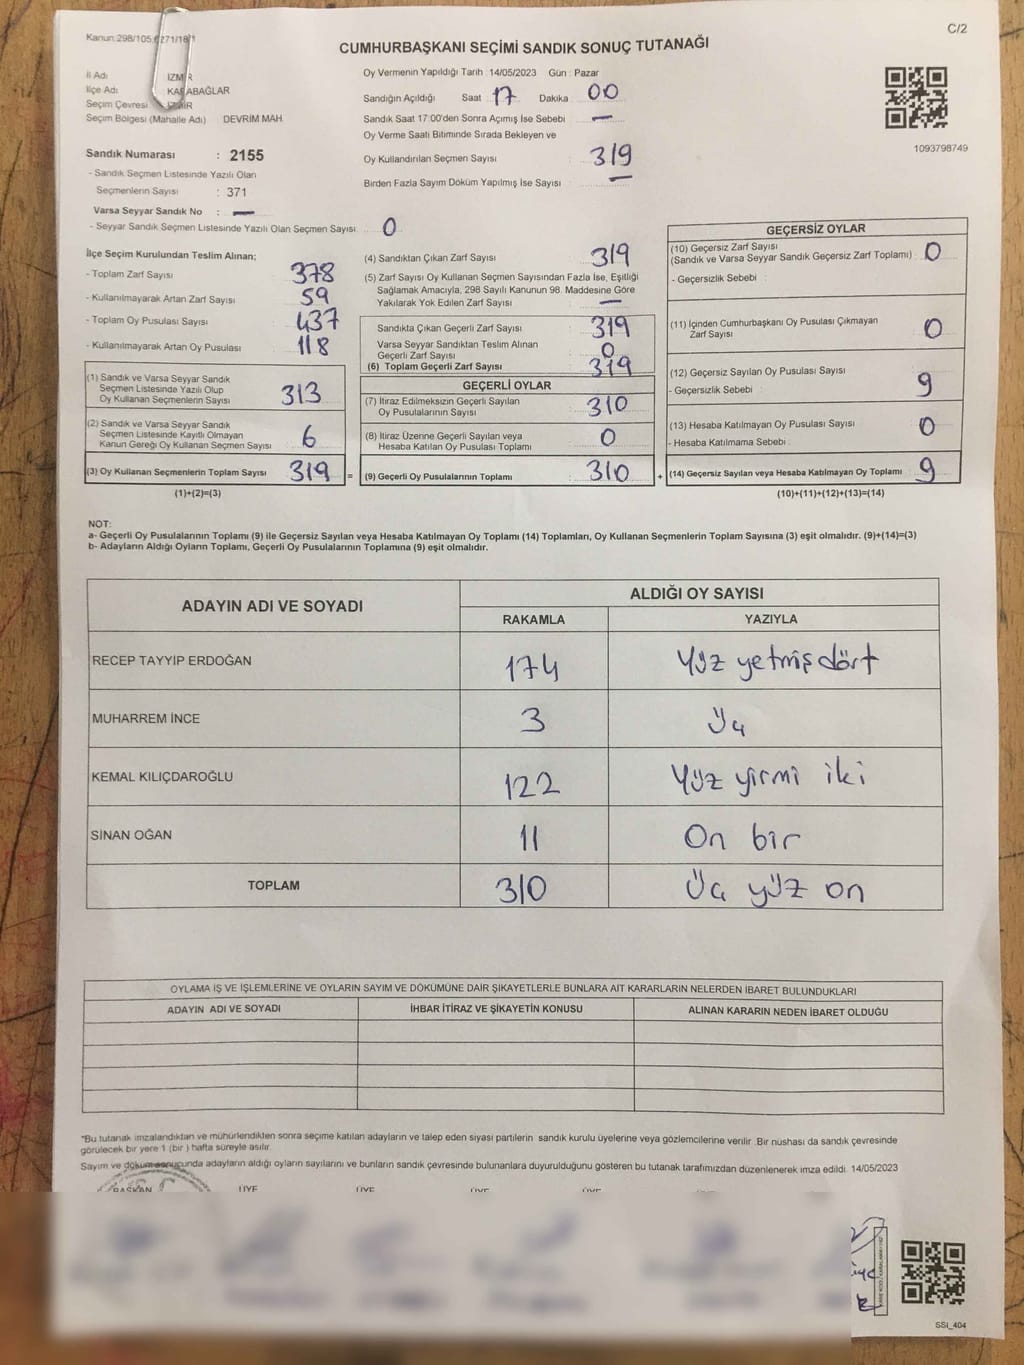 Kanun:298/105
271/18
C/2
CUMHURBAŞKANI SEÇİMİ SANDIK SONUÇ TUTANAĞI
İl Adı İZMİR
İlçe Adı KARABAĞLAR
Seçim Çevresi İZMİR
Seçim Bölgesi (Mahalle Adı) DEVRİM MAH.
Sandık Numarası : 2155
- Sandık Seçmen Listesinde Yazılı Olan
Seçmenlerin Sayısı : 371
Varsa Seyyar Sandık No : —
- Seyyar Sandık Seçmen Listesinde Yazılı Olan Seçmen Sayısı 0
Oy Vermenin Yapıldığı Tarih :14/05/2023 Gün : Pazar
Sandığın Açıldığı Saat 17 Dakika 00
Sandık Saat 17:00'den Sonra Açımış İse Sebebi —
Oy Verme Saati Bitiminde Sırada Bekleyen ve
Oy Kullandırılan Seçmen Sayısı : 319
Birden Fazla Sayım Döküm Yapılmış İse Sayısı : —
1093798749
İlçe Seçim Kurulundan Teslim Alınan;
- Toplam Zarf Sayısı 378
- Kullanılmayarak Artan Zarf Sayısı 59
- Toplam Oy Pusulası Sayısı 437
- Kullanılmayarak Artan Oy Pusulası 118
(1) Sandık ve Varsa Seyyar Sandık
Seçmen Listesinde Yazılı Olup
Oy Kullanan Seçmenlerin Sayısı 313
(2) Sandık ve Varsa Seyyar Sandık
Seçmen Listesinde Kayıtlı Olmayan
Kanun Gereği Oy Kullanan Seçmen Sayısı 6
(3) Oy Kullanan Seçmenlerin Toplam Sayısı 319 =
(1)+(2)=(3)
(4) Sandıktan Çıkan Zarf Sayısı : 319
(5) Zarf Sayısı Oy Kullanan Seçmen Sayısından Fazla İse, Eşitliği
Sağlamak Amacıyla, 298 Sayılı Kanunun 98. Maddesine Göre
Yakılarak Yok Edilen Zarf Sayısı : —
Sandıkta Çıkan Geçerli Zarf Sayısı : 319
Varsa Seyyar Sandıktan Teslim Alınan
Geçerli Zarf Sayısı : 0
(6) Toplam Geçerli Zarf Sayısı : 319
GEÇERLİ OYLAR
(7) İtiraz Edilmeksizin Geçerli Sayılan
Oy Pusulalarının Sayısı : 310
(8) İtiraz Üzerine Geçerli Sayılan veya
Hesaba Katılan Oy Pusulası Toplamı : 0
(9) Geçerli Oy Pusulalarının Toplamı : 310 +
GEÇERSİZ OYLAR
(10) Geçersiz Zarf Sayısı
(Sandık ve Varsa Seyyar Sandık Geçersiz Zarf Toplamı) : 0
- Geçersizlik Sebebi :
(11) İçinden Cumhurbaşkanı Oy Pusulası Çıkmayan
Zarf Sayısı : 0
(12) Geçersiz Sayılan Oy Pusulası Sayısı : 9
- Geçersizlik Sebebi :
(13) Hesaba Katılmayan Oy Pusulası Sayısı : 0
- Hesaba Katılmama Sebebi :
(14) Geçersiz Sayılan veya Hesaba Katılmayan Oy Toplamı : 9
(10)+(11)+(12)+(13)=(14)
NOT:
a- Geçerli Oy Pusulalarının Toplamı (9) ile Geçersiz Sayılan veya Hesaba Katılmayan Oy Toplamı (14) Toplamları, Oy Kullanan Seçmenlerin Toplam Sayısına (3) eşit olmalıdır. (9)+(14)=(3)
b- Adayların Aldığı Oyların Toplamı, Geçerli Oy Pusulalarının Toplamına (9) eşit olmalıdır.
ADAYIN ADI VE SOYADI ALDIĞI OY SAYISI
RAKAMLA YAZIYLA
RECEP TAYYİP ERDOĞAN 174 Yüz yetmiş dört
MUHARREM İNCE 3 Üç
KEMAL KILIÇDAROĞLU 122 Yüz yirmi iki
SİNAN OĞAN 11 On bir
TOPLAM 310 Üç yüz on
OYLAMA İŞ VE İŞLEMLERİNE VE OYLARIN SAYIM VE DÖKÜMÜNE DAİR ŞİKAYETLERLE BUNLARA AİT KARARLARIN NELERDEN İBARET BULUNDUKLARI
ADAYIN ADI VE SOYADI İHBAR İTİRAZ VE ŞİKAYETİN KONUSU ALINAN KARARIN NEDEN İBARET OLDUĞU
"Bu tutanak imzalandıktan ve mühürlendikten sonra seçime katılan adayların ve talep eden siyasi partilerin sandık kurulu üyelerine veya gözlemcilerine verilir. Bir nüshası da sandık çevresinde
görülecek bir yere 1 (bir ) hafta süreyle asılır.
Sayım ve döküm sonucunda adayların aldığı oyların sayılarını ve bunların sandık çevresinde bulunanlara duyurulduğunu gösteren bu tutanak tarafımızdan düzenlenerek imza edildi. 14/05/2023
BAŞKAN ÜYE ÜYE ÜYE ÜYE
SSI_404